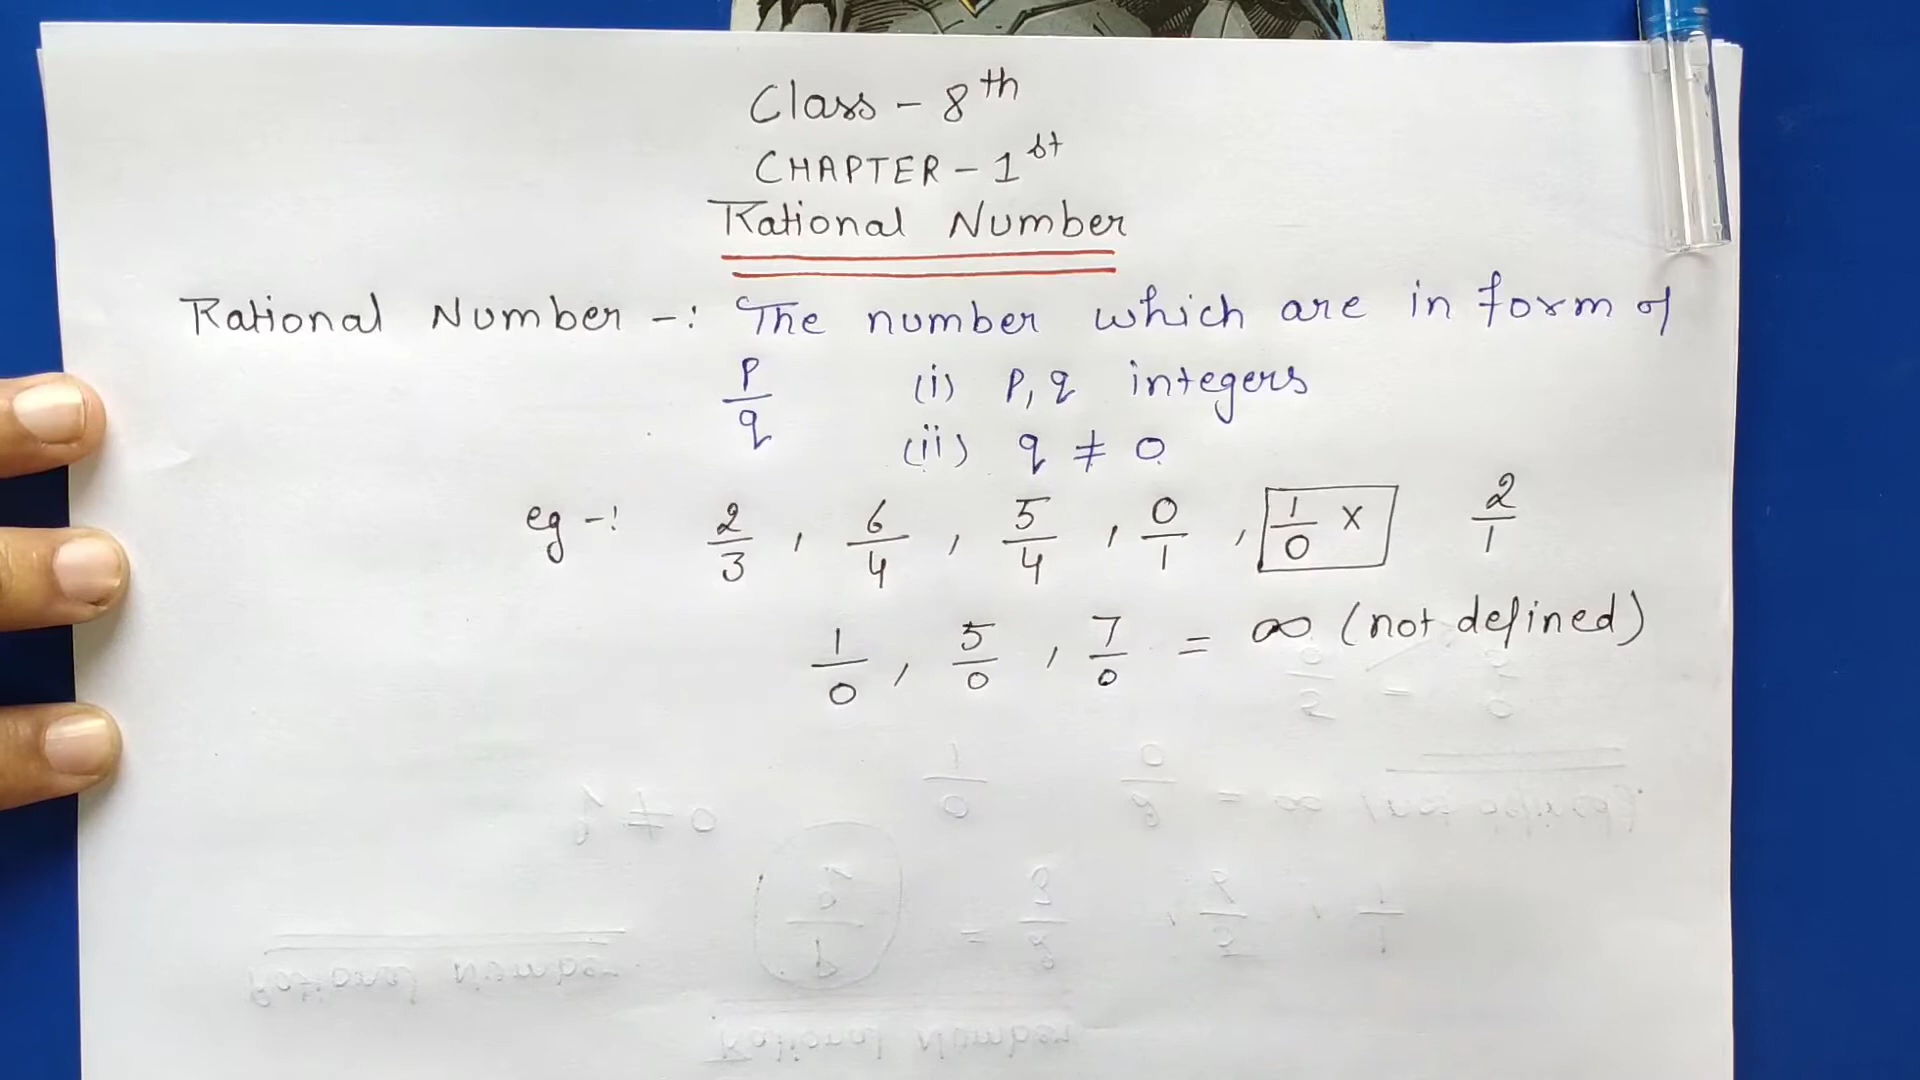 Class - 8th
CHAPTER - 1st
Rational Number
Rational Number -: The number which are in form of
p/q (i) p, q integers
(ii) q ≠ 0
eg -: 2/3, 6/4, 5/4, 0/1, 1/0 x 2/1
1/0, 5/0, 7/0 = ∞ (not defined)